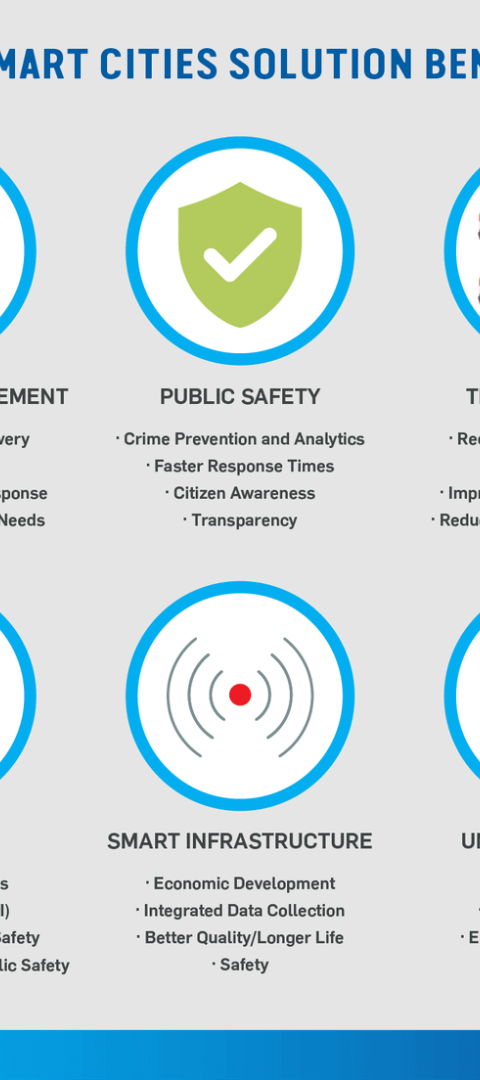 MART CITIES SOLUTION BEN
EMENT
very
ponse
Needs
PUBLIC SAFETY
· Crime Prevention and Analytics
· Faster Response Times
· Citizen Awareness
· Transparency
· Rec
· Impr
· Redu
s
I)
Safety
lic Safety
SMART INFRASTRUCTURE
· Economic Development
· Integrated Data Collection
· Better Quality/Longer Life
· Safety
· E